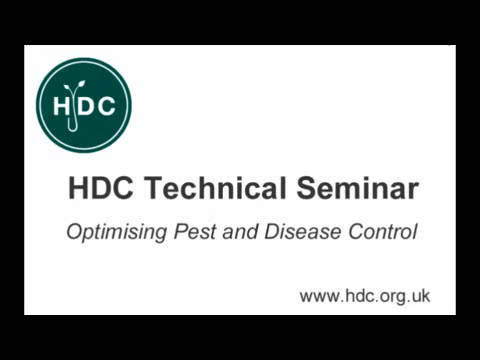 HDC
HDC Technical Seminar
Optimising Pest and Disease Control
www.hdc.org.uk